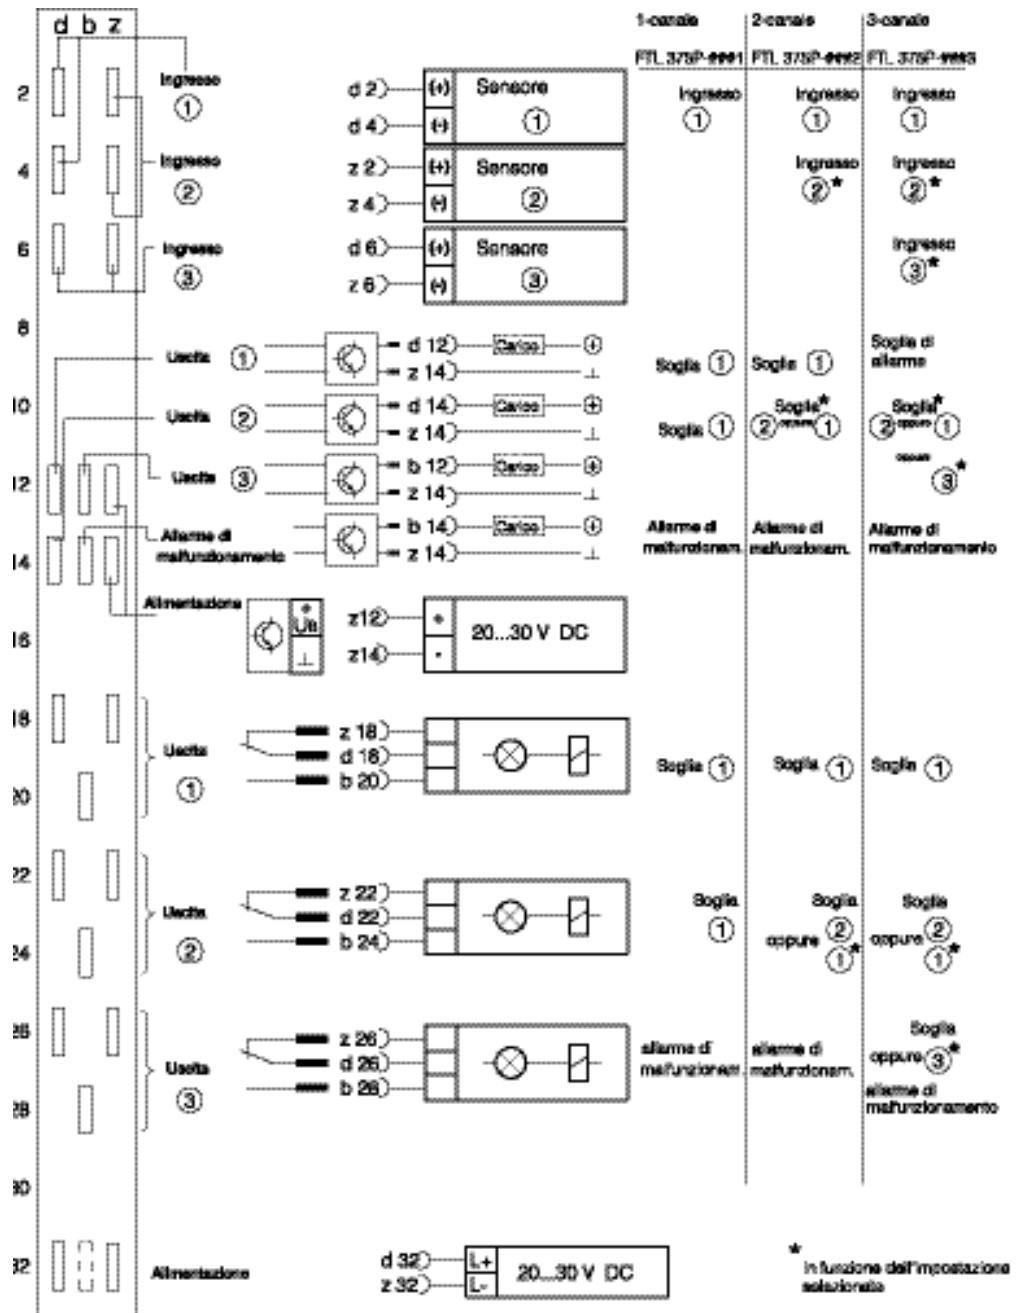 d b z
1-canale 2-canale 3-canale
FTL 375P-###1 FTL 375P-###2 FTL 375P-###3
2 Ingresso 1 d 2 (+) Sensore 1 Ingresso 1 Ingresso 1 Ingresso 1
d 4 (-)
4 Ingresso 2 z 2 (+) Sensore 2 Ingresso 2* Ingresso 2*
z 4 (-)
6 Ingresso 3 d 6 (+) Sensore 3 Ingresso 3*
z 6 (-)
8
Uscita 1 d 12 Carico + Soglia 1 Soglia 1 Soglia di allarme
z 14 ⊥
10 Uscita 2 d 14 Carico + Soglia 1 Soglia* 2 oppure 1 Soglia* 2 oppure 1
z 14 ⊥
12 Uscita 3 b 12 Carico + oppure 3*
z 14 ⊥
14 Allarme di malfunzionamento b 14 Carico + Allarme di malfunzionam. Allarme di malfunzionam. Allarme di malfunzionamento
z 14 ⊥
Alimentazione + z12 + 20...30 V DC
16 ⊥ z14 -
18 Uscita 1 z 18
d 18 Soglia 1 Soglia 1 Soglia 1
20 b 20
22 Uscita 2 z 22 Soglia 1 Soglia 2 oppure 1* Soglia 2 oppure 1*
d 22
24 b 24
26 Uscita 3 z 26 allarme di malfunzionam. allarme di malfunzionam. Soglia oppure 3* allarme di malfunzionamento
d 26
28 b 28
30
32 Alimentazione d 32 L+ 20...30 V DC
z 32 L-
* In funzione dell'impostazione
selezionata